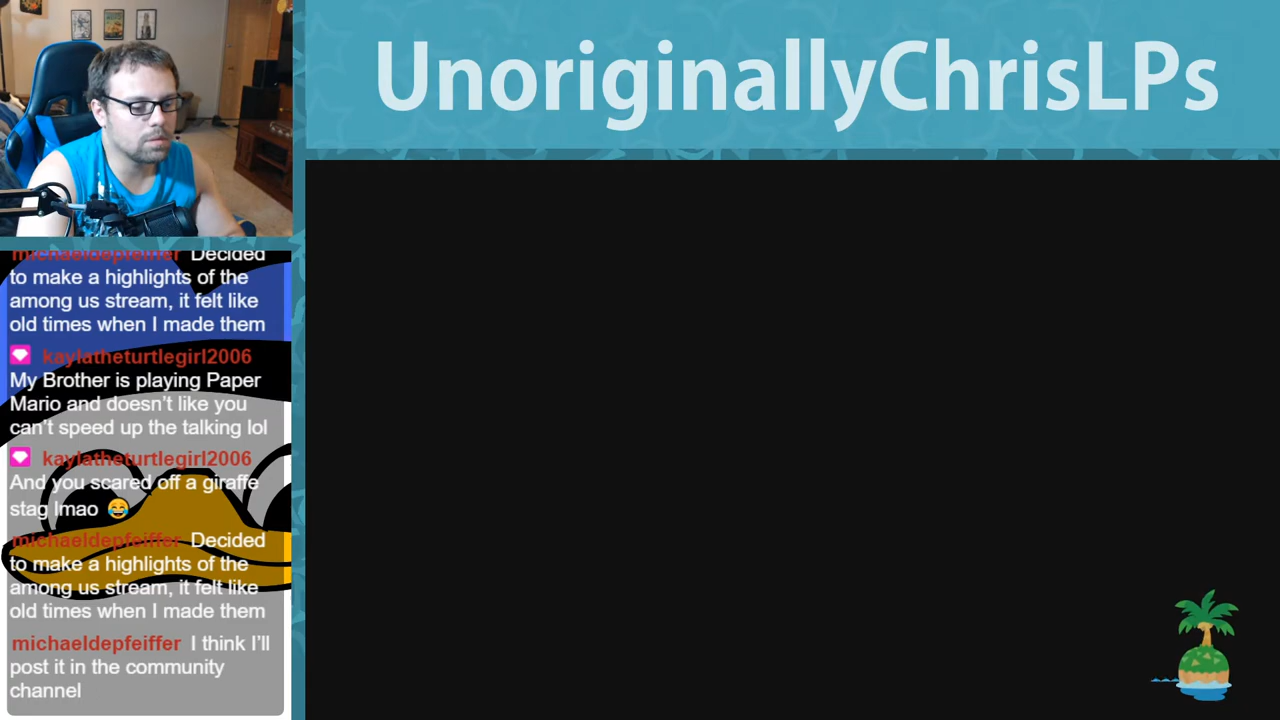 UnoriginallyChrisLPs
michaeldepfeiffer Decided
to make a highlights of the
among us stream, it felt like
old times when I made them
kaylatheturtlegirl2006
My Brother is playing Paper
Mario and doesn't like you
can't speed up the talking lol
kaylatheturtlegirl2006
And you scared off a giraffe
stag lmao 😂
michaeldepfeiffer Decided
to make a highlights of the
among us stream, it felt like
old times when I made them
michaeldepfeiffer I think I'll
post it in the community
channel